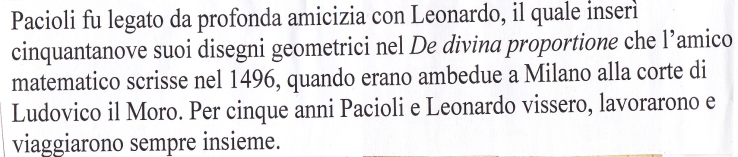 Pacioli fu legato da profonda amicizia con Leonardo, il quale inserì
cinquantanove suoi disegni geometrici nel De divina proportione che l'amico
matematico scrisse nel 1496, quando erano ambedue a Milano alla corte di
Ludovico il Moro. Per cinque anni Pacioli e Leonardo vissero, lavorarono e
viaggiarono sempre insieme.